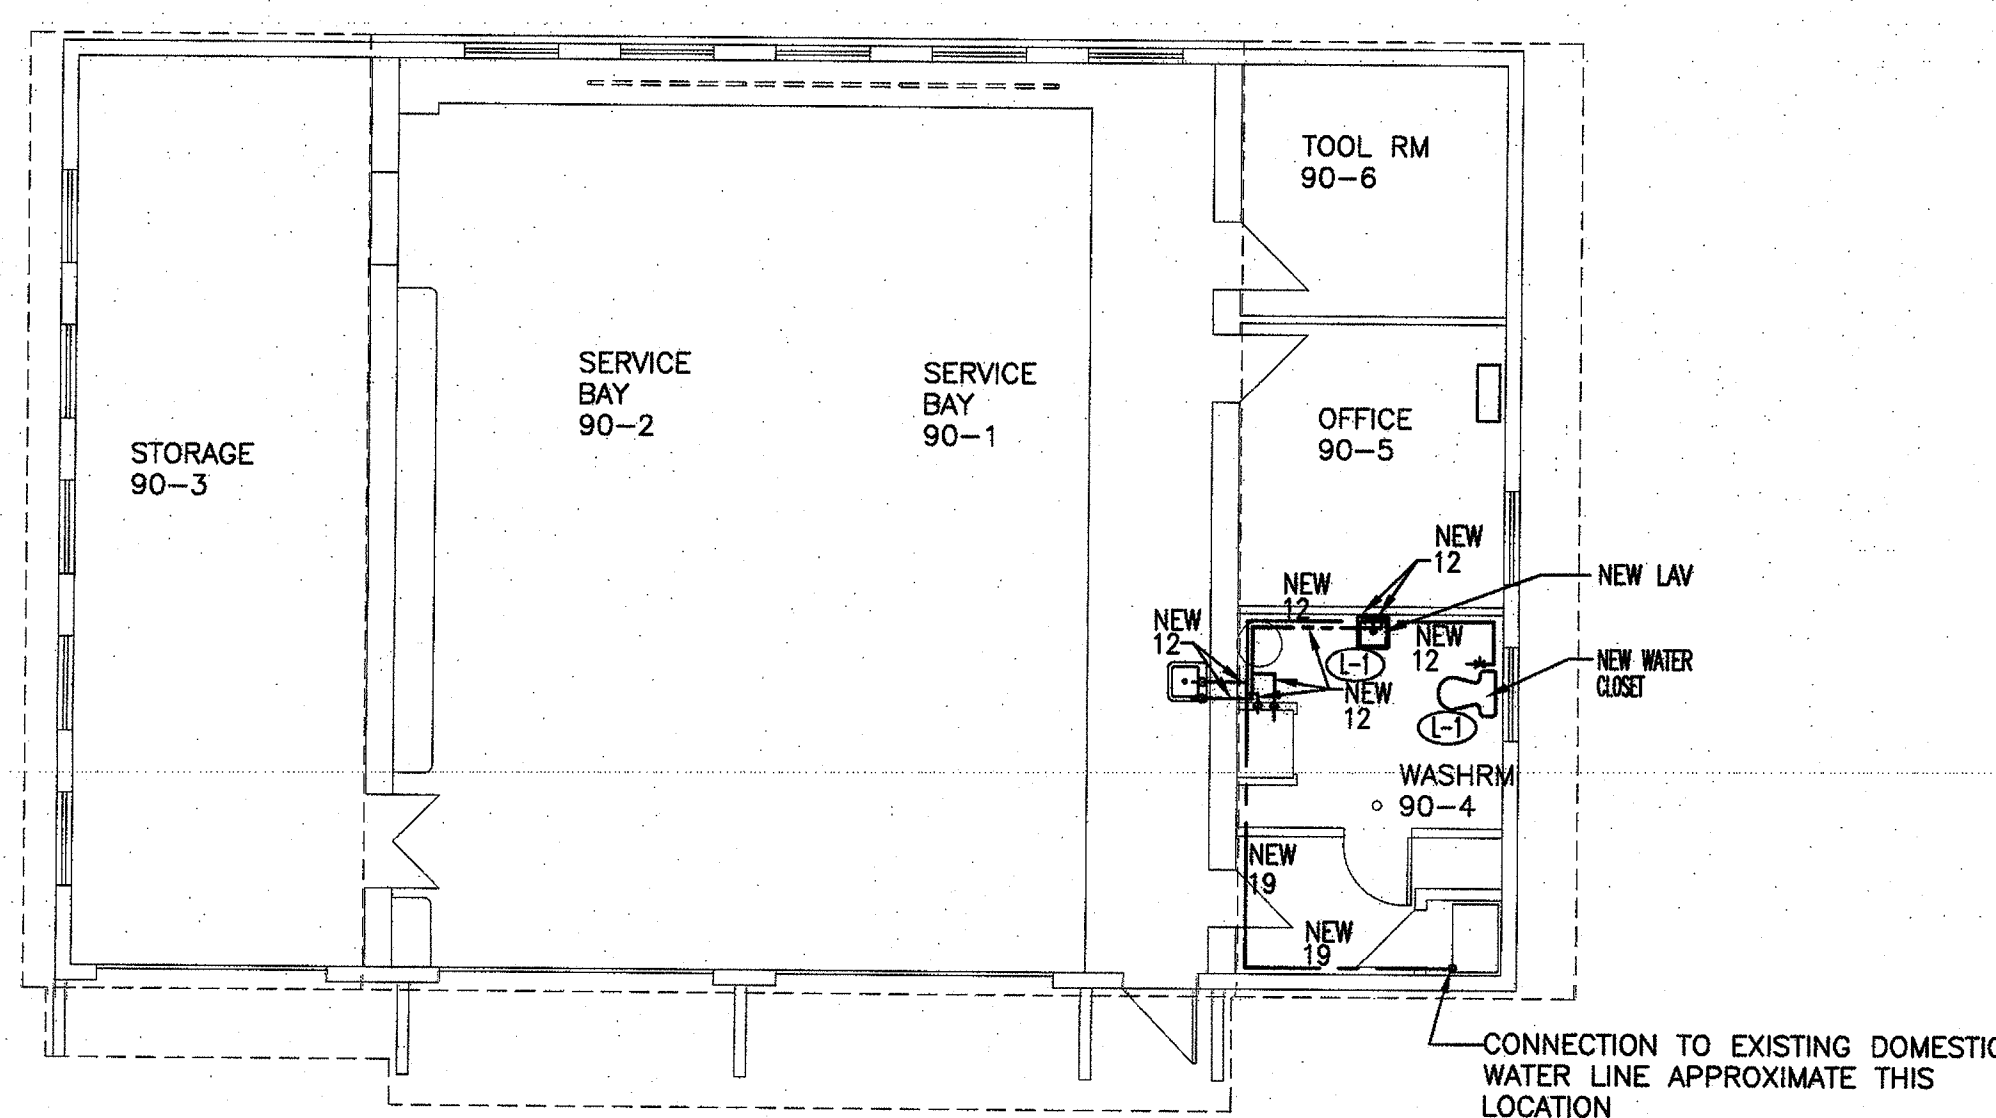 TOOL RM
90-6
SERVICE
BAY
90-2
SERVICE
BAY
90-1
OFFICE
90-5
STORAGE
90-3
NEW
12
NEW LAV
NEW
12
NEW
12
NEW
12
L-1
NEW WATER
CLOSET
NEW
12
L-1
WASHRM
90-4
NEW
19
NEW
19
CONNECTION TO EXISTING DOMESTIC
WATER LINE APPROXIMATE THIS
LOCATION